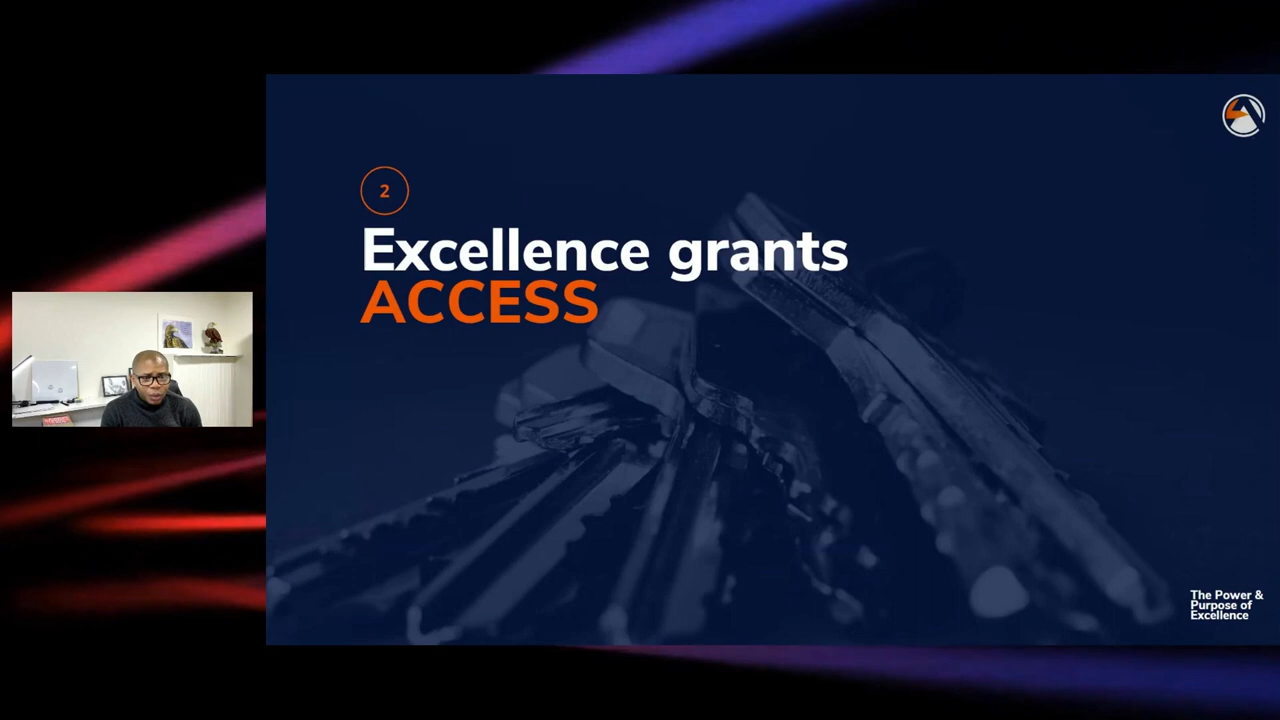 2
Excellence grants
ACCESS
The Power &
Purpose of
Excellence